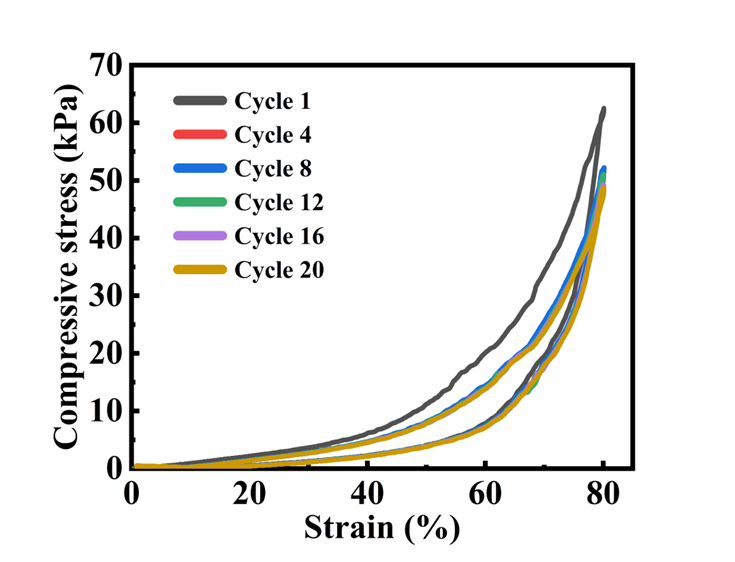 70
60
50
40
30
20
10
0
Compressive stress (kPa)
Cycle 1
Cycle 4
Cycle 8
Cycle 12
Cycle 16
Cycle 20
0 20 40 60 80
Strain (%)